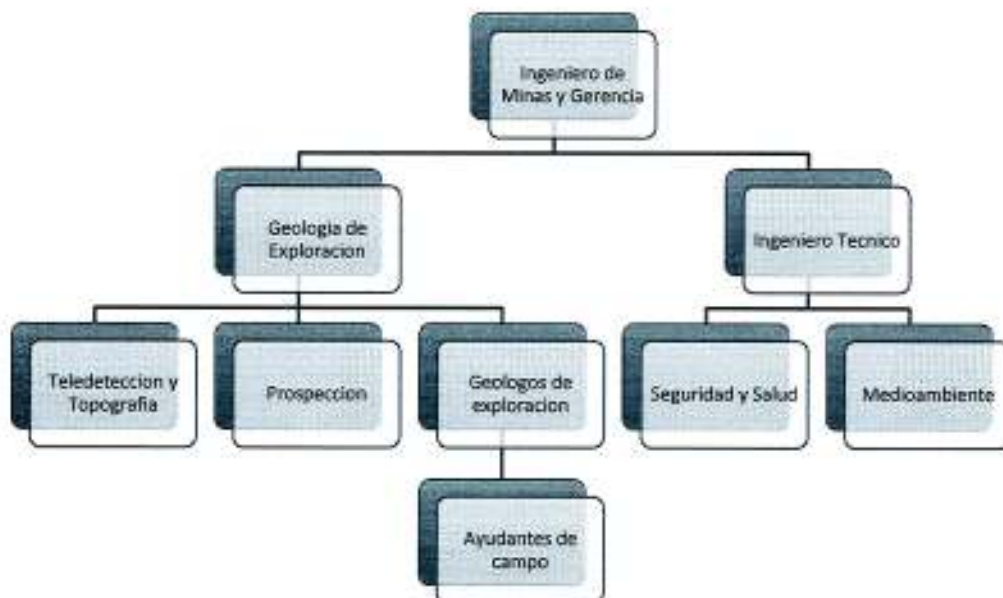 Ingeniero de
Minas y Gerencia
Geologia de
Exploracion
Ingeniero Tecnico
Teledeteccion y
Topografia
Prospeccion
Geologos de
exploracion
Seguridad y Salud
Medioambiente
Ayudantes de
campo